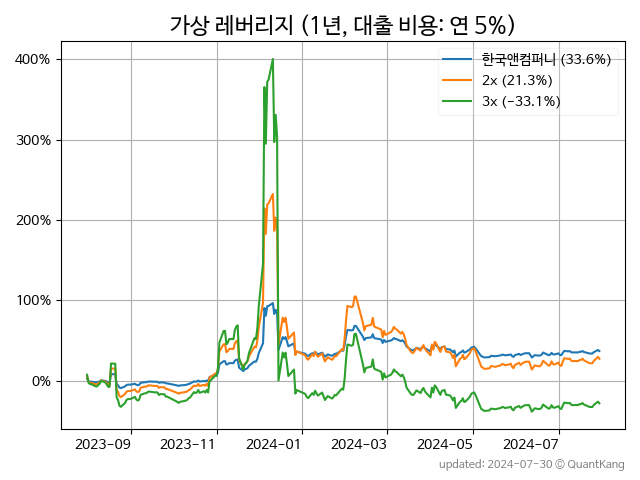 가상 레버리지 (1년, 대출 비용: 연 5%)
한국앤컴퍼니 (33.6%)
2x (21.3%)
3x (−33.1%)
400%
300%
200%
100%
0%
2023-09 2023-11 2024-01 2024-03 2024-05 2024-07
updated: 2024-07-30 © QuantKang